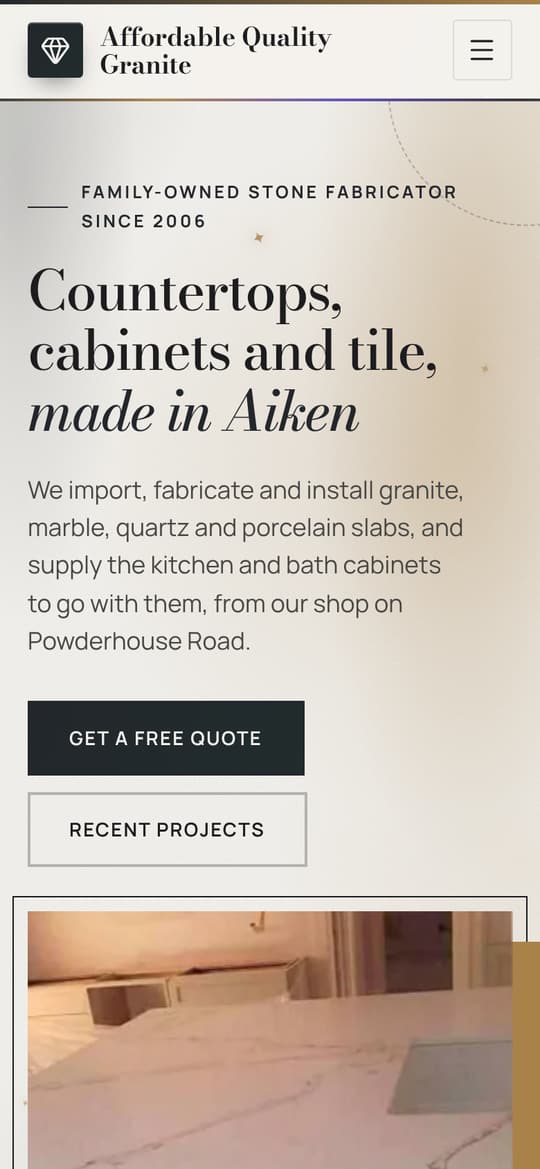 Affordable Quality
Granite
FAMILY-OWNED STONE FABRICATOR
SINCE 2006
Countertops,
cabinets and tile,
made in Aiken
We import, fabricate and install granite,
marble, quartz and porcelain slabs, and
supply the kitchen and bath cabinets
to go with them, from our shop on
Powderhouse Road.
GET A FREE QUOTE
RECENT PROJECTS